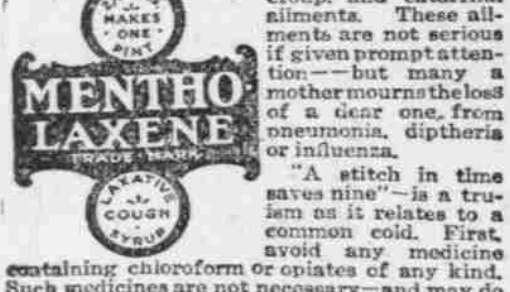 MAKES
ONE
PINT
MENTHO
LAXENE
TRADE MARK
LAXATIVE
COUGH
SYRUP
croup, and catarrhal
ailments. These ail-
ments are not serious
if given prompt atten-
tion——but many a
mother mourns the loss
of a dear one, from
pneumonia, diptheria
or influenza.
"A stitch in time
saves nine"—is a tru-
ism as it relates to a
common cold. First,
avoid any medicine
containing chloroform or opiates of any kind.
Such medicines are not necessary—and may do